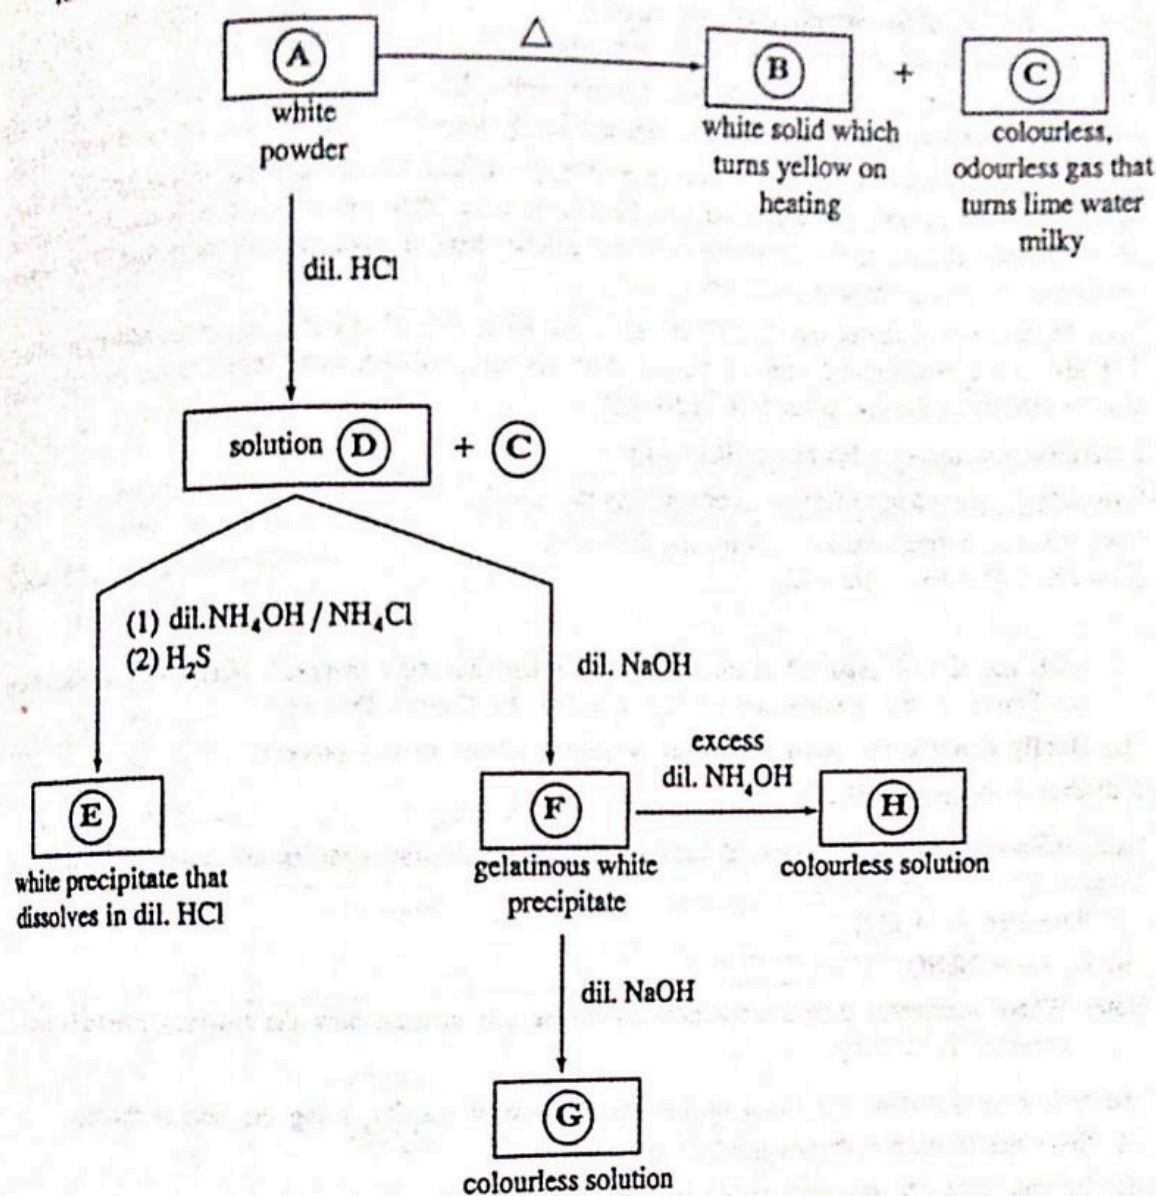 △
A
B
+
C
white
powder
white solid which
turns yellow on
heating
colourless,
odourless gas that
turns lime water
milky
dil. HCl
solution D + C
(1) dil.NH₄OH / NH₄Cl
(2) H₂S
dil. NaOH
excess
dil. NH₄OH
E
F
H
white precipitate that
dissolves in dil. HCl
gelatinous white
precipitate
colourless solution
dil. NaOH
G
colourless solution